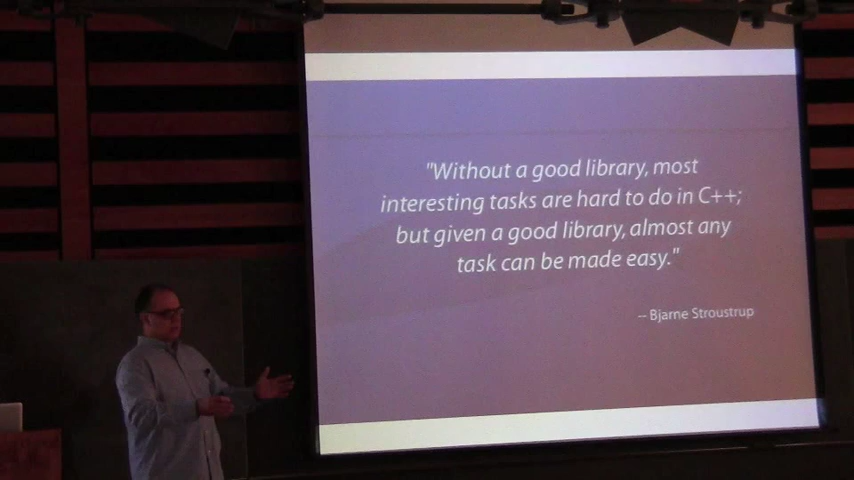 "Without a good library, most
interesting tasks are hard to do in C++;
but given a good library, almost any
task can be made easy."
-- Bjarne Stroustrup